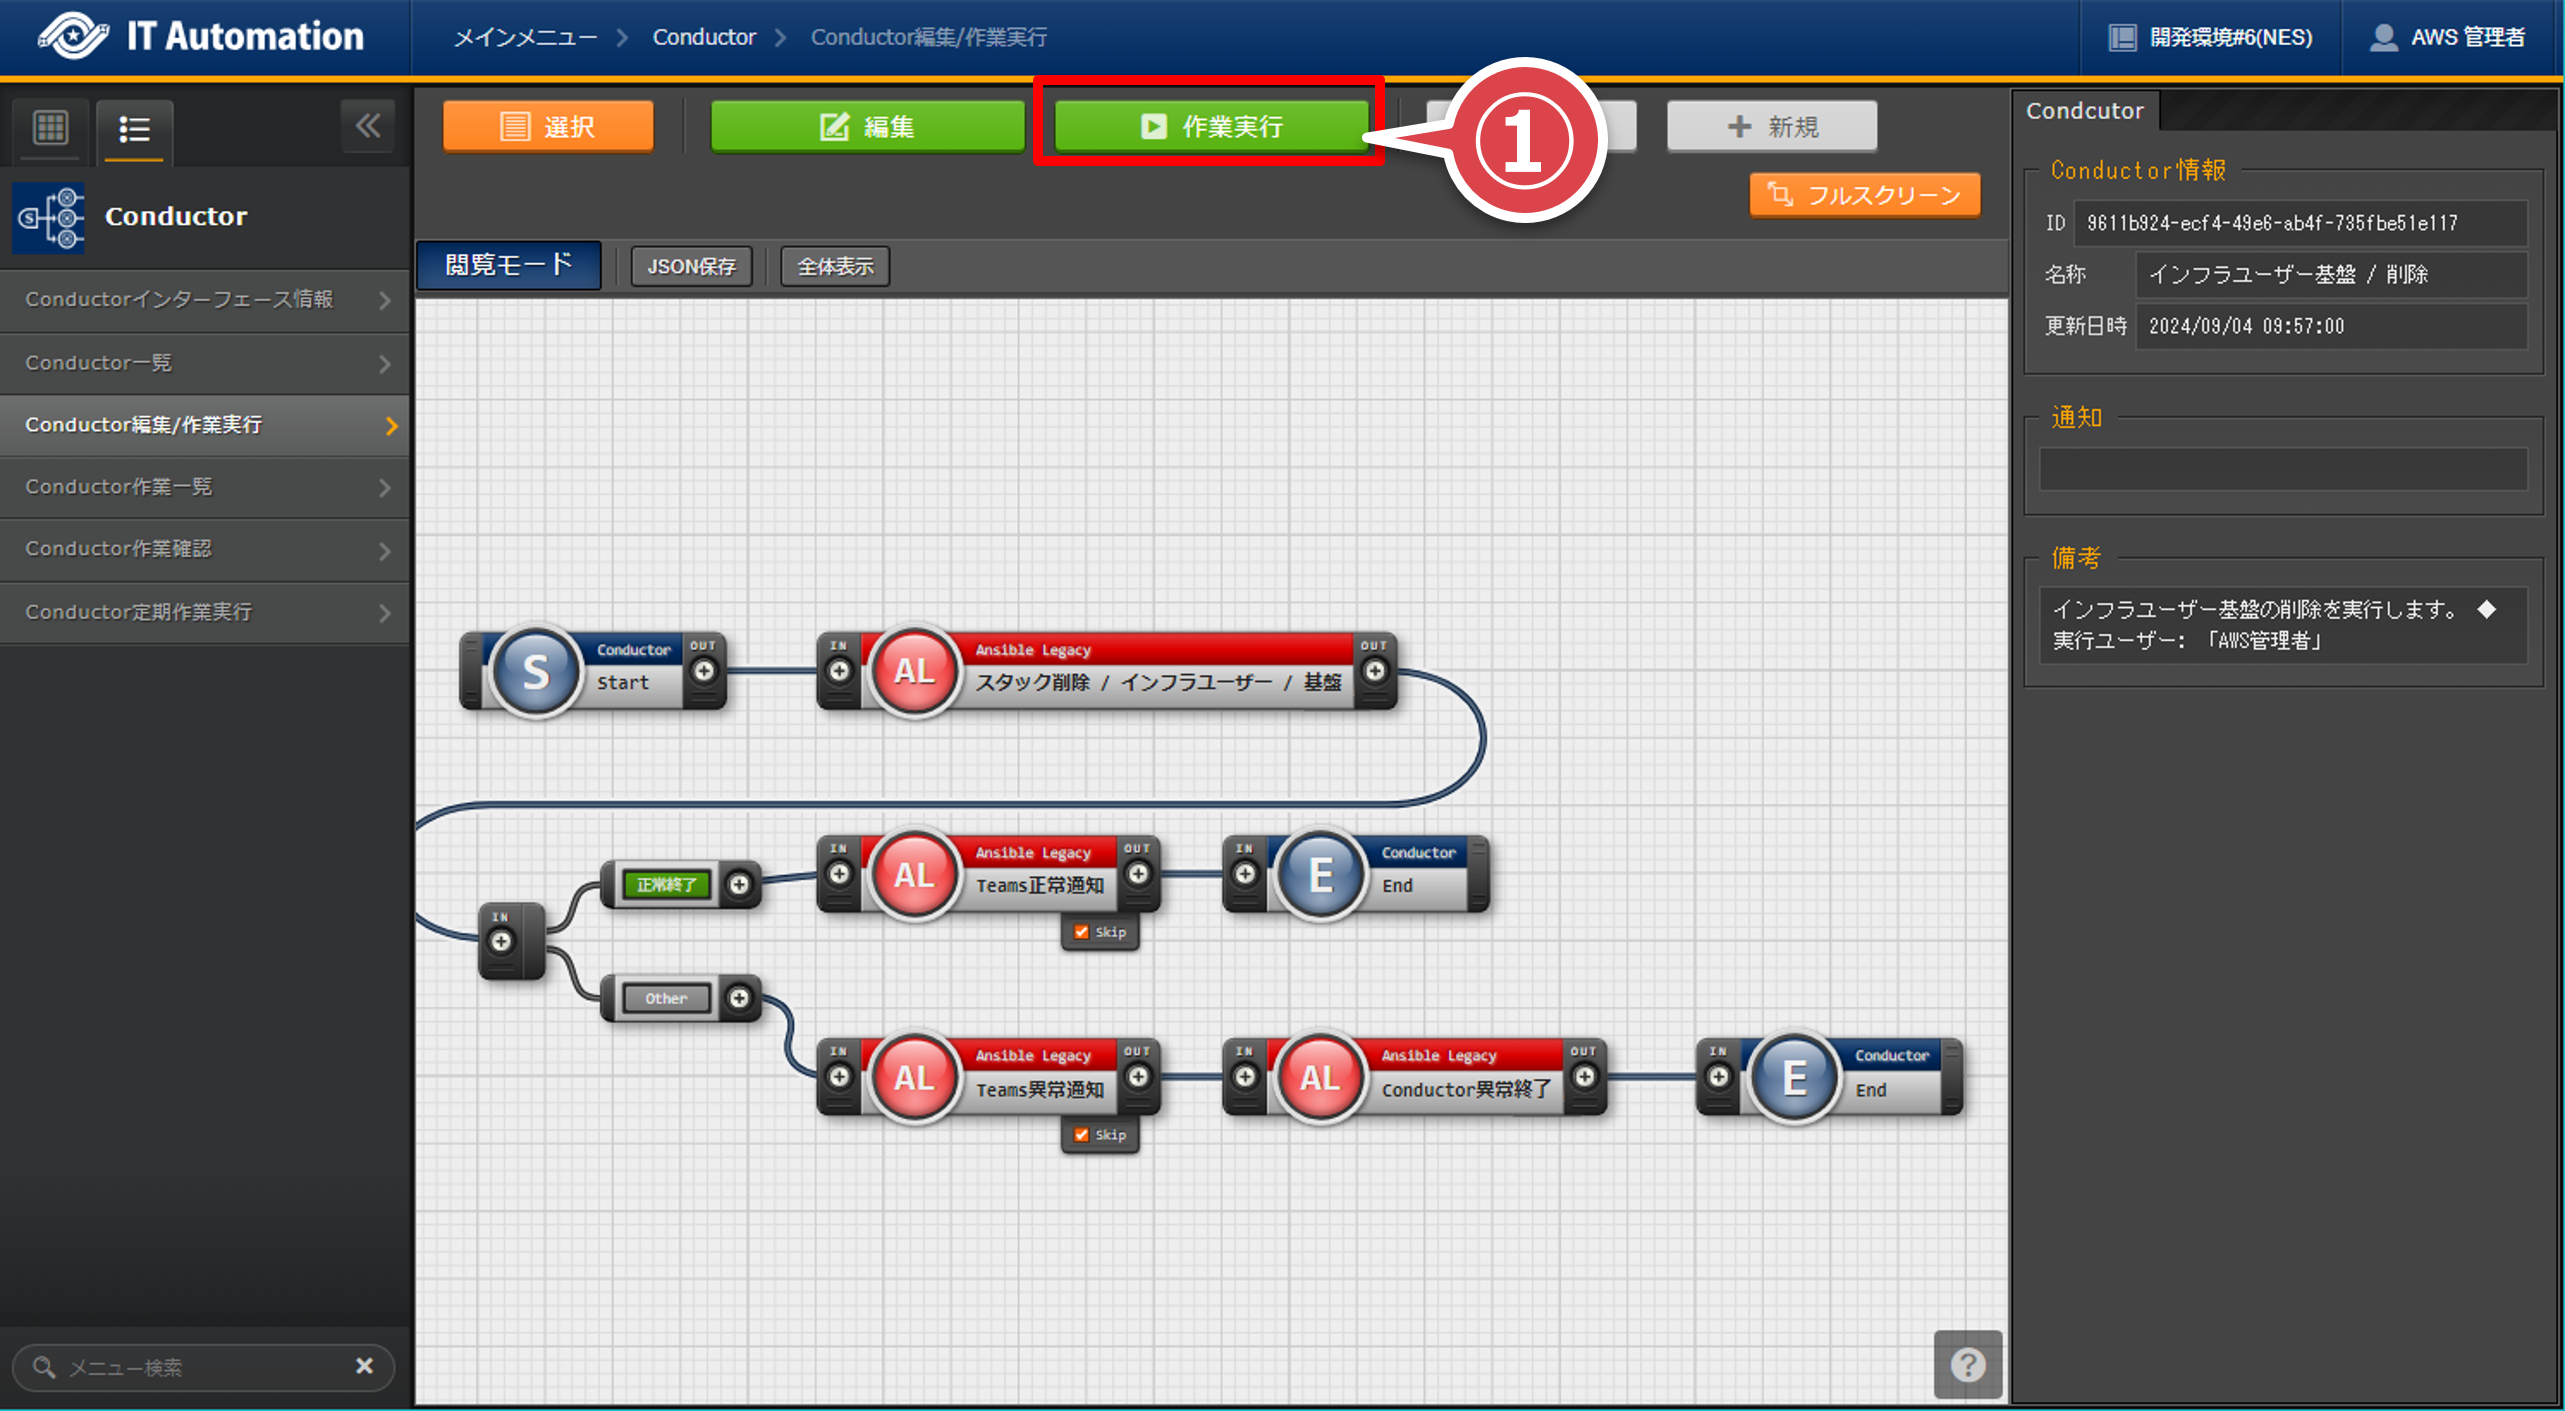 IT Automation
メインメニュー > Conductor > Conductor編集/作業実行
開発環境#6(NES)
AWS 管理者
選択
編集
作業実行
①
新規
フルスクリーン
Conductor
Conductorインターフェース情報
Conductor一覧
Conductor編集/作業実行
Conductor作業一覧
Conductor作業確認
Conductor定期作業実行
メニュー検索
閲覧モード
JSON保存
全体表示
S
Conductor
Start
OUT
IN
AL
Ansible Legacy
スタック削除 / インフラユーザー / 基盤
OUT
IN
正常終了
Other
IN
AL
Ansible Legacy
Teams正常通知
OUT
Skip
IN
E
Conductor
End
IN
AL
Ansible Legacy
Teams異常通知
OUT
Skip
IN
AL
Ansible Legacy
Conductor異常終了
OUT
IN
E
Conductor
End
Condcutor
Conductor情報
ID 9611b924-ecf4-49e6-ab4f-735fbe51e117
名称 インフラユーザー基盤 / 削除
更新日時 2024/09/04 09:57:00
通知
備考
インフラユーザー基盤の削除を実行します。 ◆
実行ユーザー: 「AWS管理者」
?